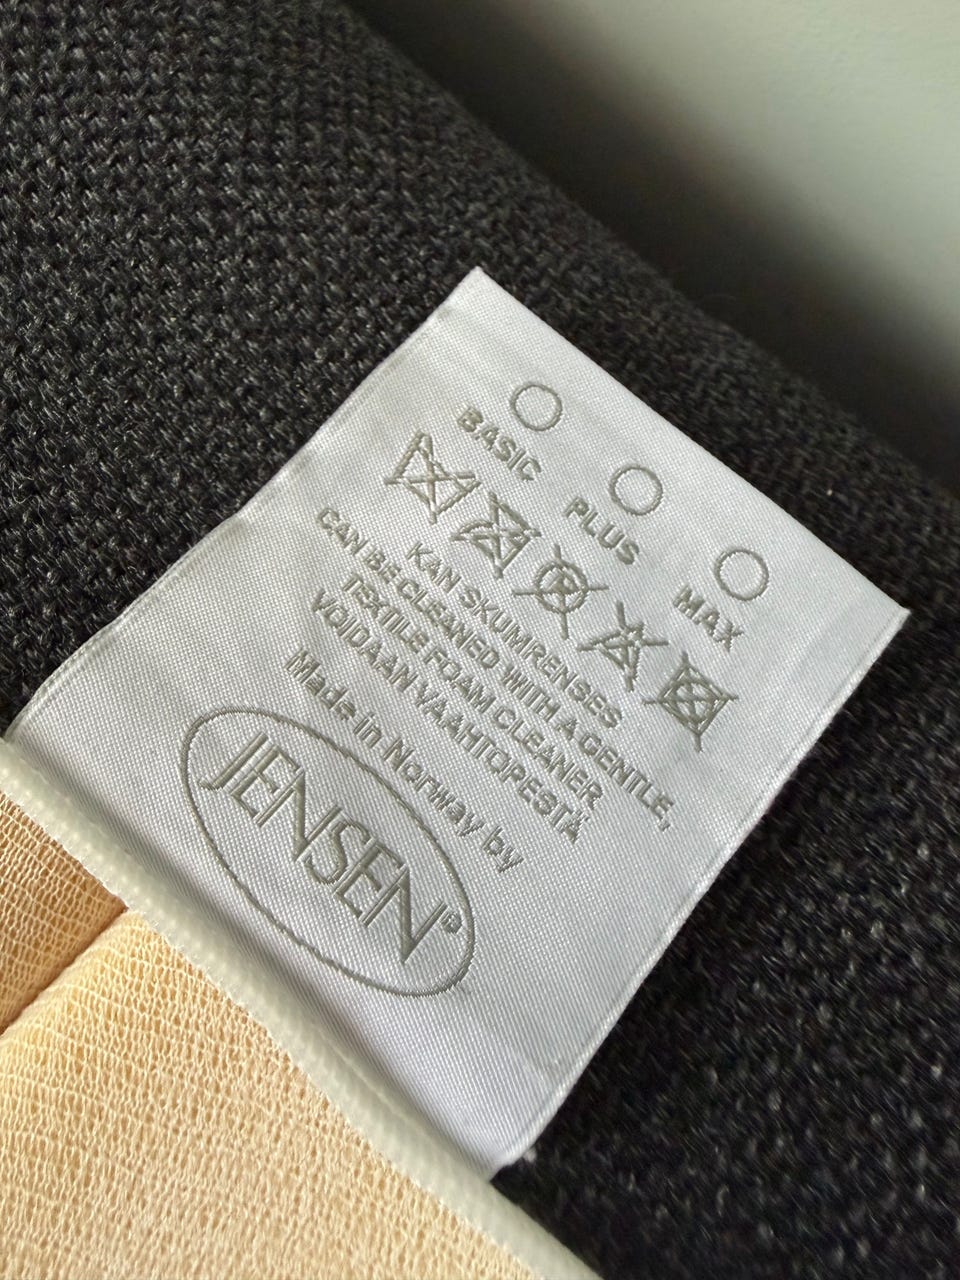 BASIC PLUS MAX
KAN SKUMRENSES
CAN BE CLEANED WITH A GENTLE,
TEXTILE FOAM CLEANER
VOIDAAN VAAHTOPESTÄ
Made in Norway by
JENSEN®